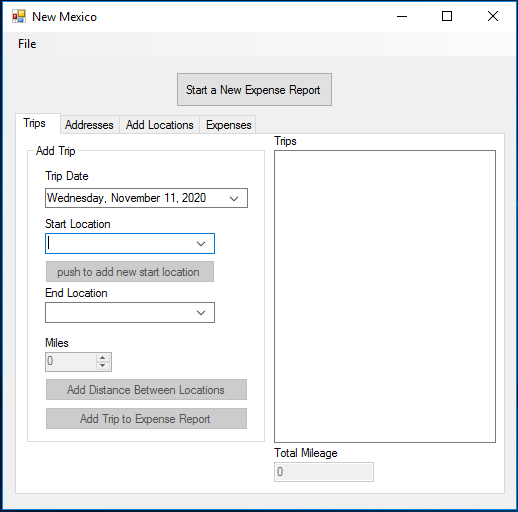 New Mexico
File
Start a New Expense Report
Trips Addresses Add Locations Expenses
Add Trip
Trip Date
Wednesday, November 11, 2020
Start Location
push to add new start location
End Location
Miles
0
Add Distance Between Locations
Add Trip to Expense Report
Trips
Total Mileage
0